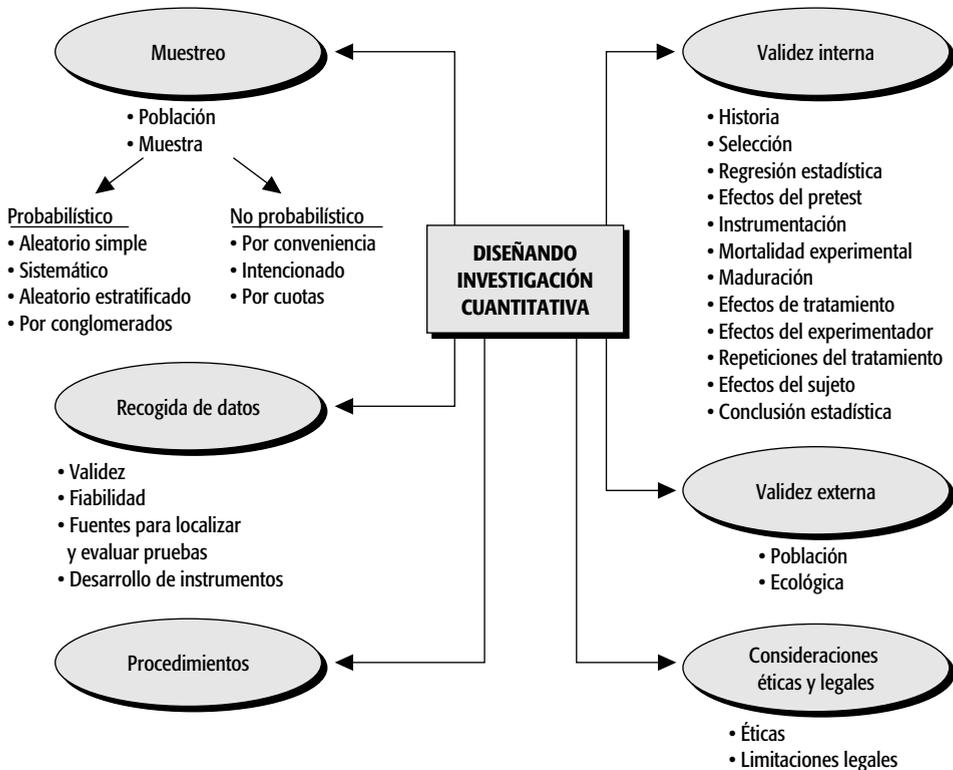 Muestreo
• Población
• Muestra
Probabilístico
• Aleatorio simple
• Sistemático
• Aleatorio estratificado
• Por conglomerados
No probabilístico
• Por conveniencia
• Intencionado
• Por cuotas
Recogida de datos
• Validez
• Fiabilidad
• Fuentes para localizar
y evaluar pruebas
• Desarrollo de instrumentos
Procedimientos
DISEÑANDO
INVESTIGACIÓN
CUANTITATIVA
Validez interna
• Historia
• Selección
• Regresión estadística
• Efectos del pretest
• Instrumentación
• Mortalidad experimental
• Maduración
• Efectos de tratamiento
• Efectos del experimentador
• Repeticiones del tratamiento
• Efectos del sujeto
• Conclusión estadística
Validez externa
• Población
• Ecológica
Consideraciones
éticas y legales
• Éticas
• Limitaciones legales